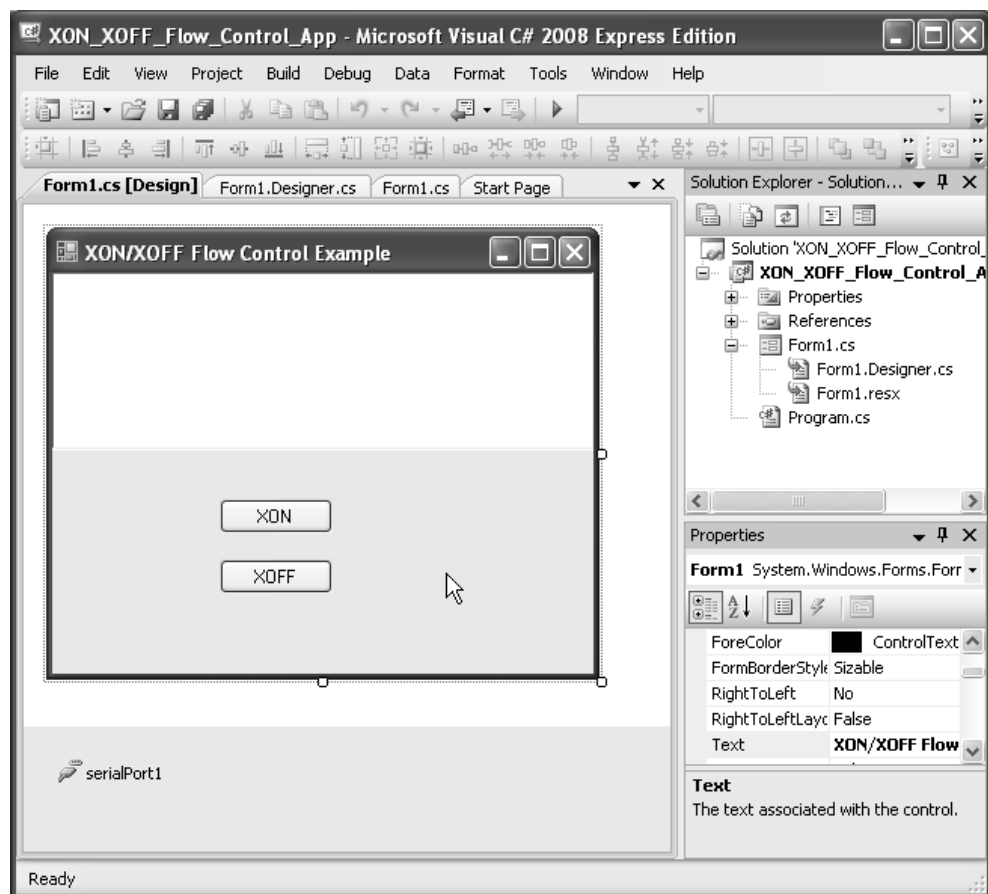 XON_XOFF_Flow_Control_App - Microsoft Visual C# 2008 Express Edition
File Edit View Project Build Debug Data Format Tools Window Help
Form1.cs [Design] Form1.Designer.cs Form1.cs Start Page
XON/XOFF Flow Control Example
XON
XOFF
serialPort1
Solution Explorer - Solution...
Solution 'XON_XOFF_Flow_Control_
XON_XOFF_Flow_Control_A
Properties
References
Form1.cs
Form1.Designer.cs
Form1.resx
Program.cs
Properties
Form1 System.Windows.Forms.Forr
ForeColor ControlText
FormBorderStyle Sizable
RightToLeft No
RightToLeftLayc False
Text XON/XOFF Flow
Text
The text associated with the control.
Ready